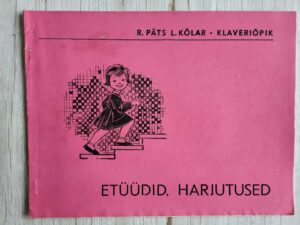 R. PÄTS L. KÕLAR - KLAVERIÕPIK
ETÜÜDID, HARJUTUSED